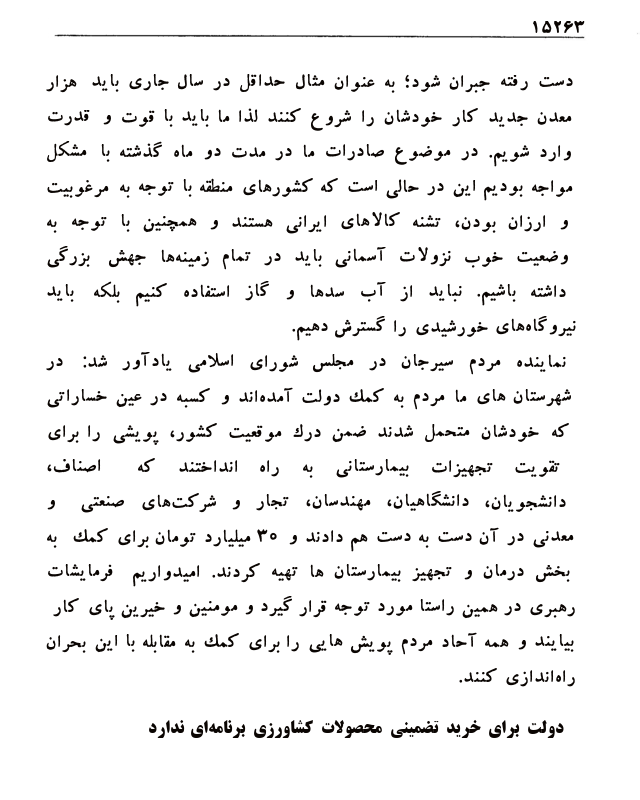 ۱۵۲۶۳
دست رفته جبران شود؛ به عنوان مثال حداقل در سال جاری باید هزار
معدن جدید کار خودشان را شروع کنند لذا ما باید با قوت و قدرت
وارد شویم. در موضوع صادرات ما در مدت دو ماه گذشته با مشکل
مواجه بودیم این در حالی است که کشورهای منطقه با توجه به مرغوبیت
و ارزان بودن، تشنه کالاهای ایرانی هستند و همچنین با توجه به
وضعیت خوب نزولات آسمانی باید در تمام زمینه‌ها جهش بزرگی
داشته باشیم. نباید از آب سدها و گاز استفاده کنیم بلکه باید
نیروگاه‌های خورشیدی را گسترش دهیم.
نماینده مردم سیرجان در مجلس شورای اسلامی یادآور شد: در
شهرستان های ما مردم به کمک دولت آمده‌اند و کسبه در عین خساراتی
که خودشان متحمل شدند ضمن درک موقعیت کشور، پویشی را برای
تقویت تجهیزات بیمارستانی به راه انداختند که اصناف،
دانشجویان، دانشگاهیان، مهندسان، تجار و شرکت‌های صنعتی و
معدنی در آن دست به دست هم دادند و ۳۰ میلیارد تومان برای کمک به
بخش درمان و تجهیز بیمارستان ها تهیه کردند. امیدواریم فرمایشات
رهبری در همین راستا مورد توجه قرار گیرد و مومنین و خیرین پای کار
بیایند و همه آحاد مردم پویش هایی را برای کمک به مقابله با این بحران
راه‌اندازی کنند.
دولت برای خرید تضمینی محصولات کشاورزی برنامه‌ای ندارد